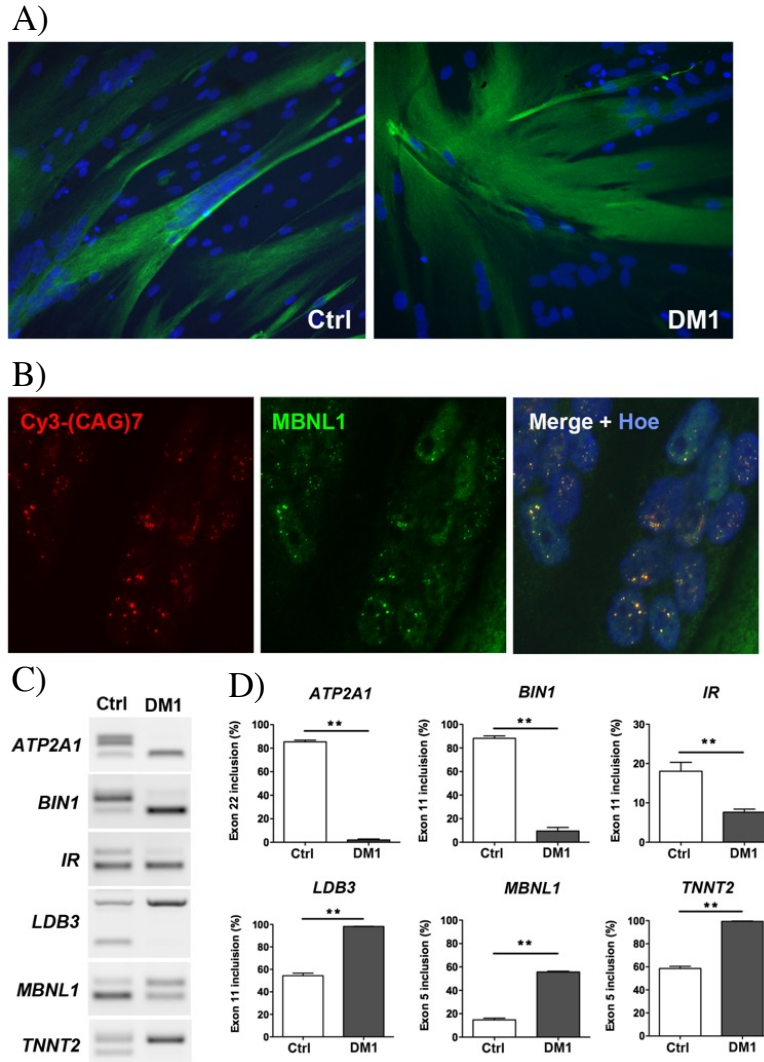 A)
Ctrl
DM1
B)
Cy3-(CAG)7
MBNL1
Merge + Hoe
C)
Ctrl DM1
ATP2A1
BIN1
IR
LDB3
MBNL1
TNNT2
D)
ATP2A1
Exon 22 inclusion (%)
100
80
60
40
20
0
**
Ctrl DM1
BIN1
Exon 11 inclusion (%)
100
80
60
40
20
0
**
Ctrl DM1
IR
Exon 11 inclusion (%)
30
20
10
0
**
Ctrl DM1
LDB3
Exon 11 inclusion (%)
100
80
60
40
20
0
**
Ctrl DM1
MBNL1
Exon 5 inclusion (%)
100
80
60
40
20
0
**
Ctrl DM1
TNNT2
Exon 5 inclusion (%)
100
80
60
40
20
0
**
Ctrl DM1